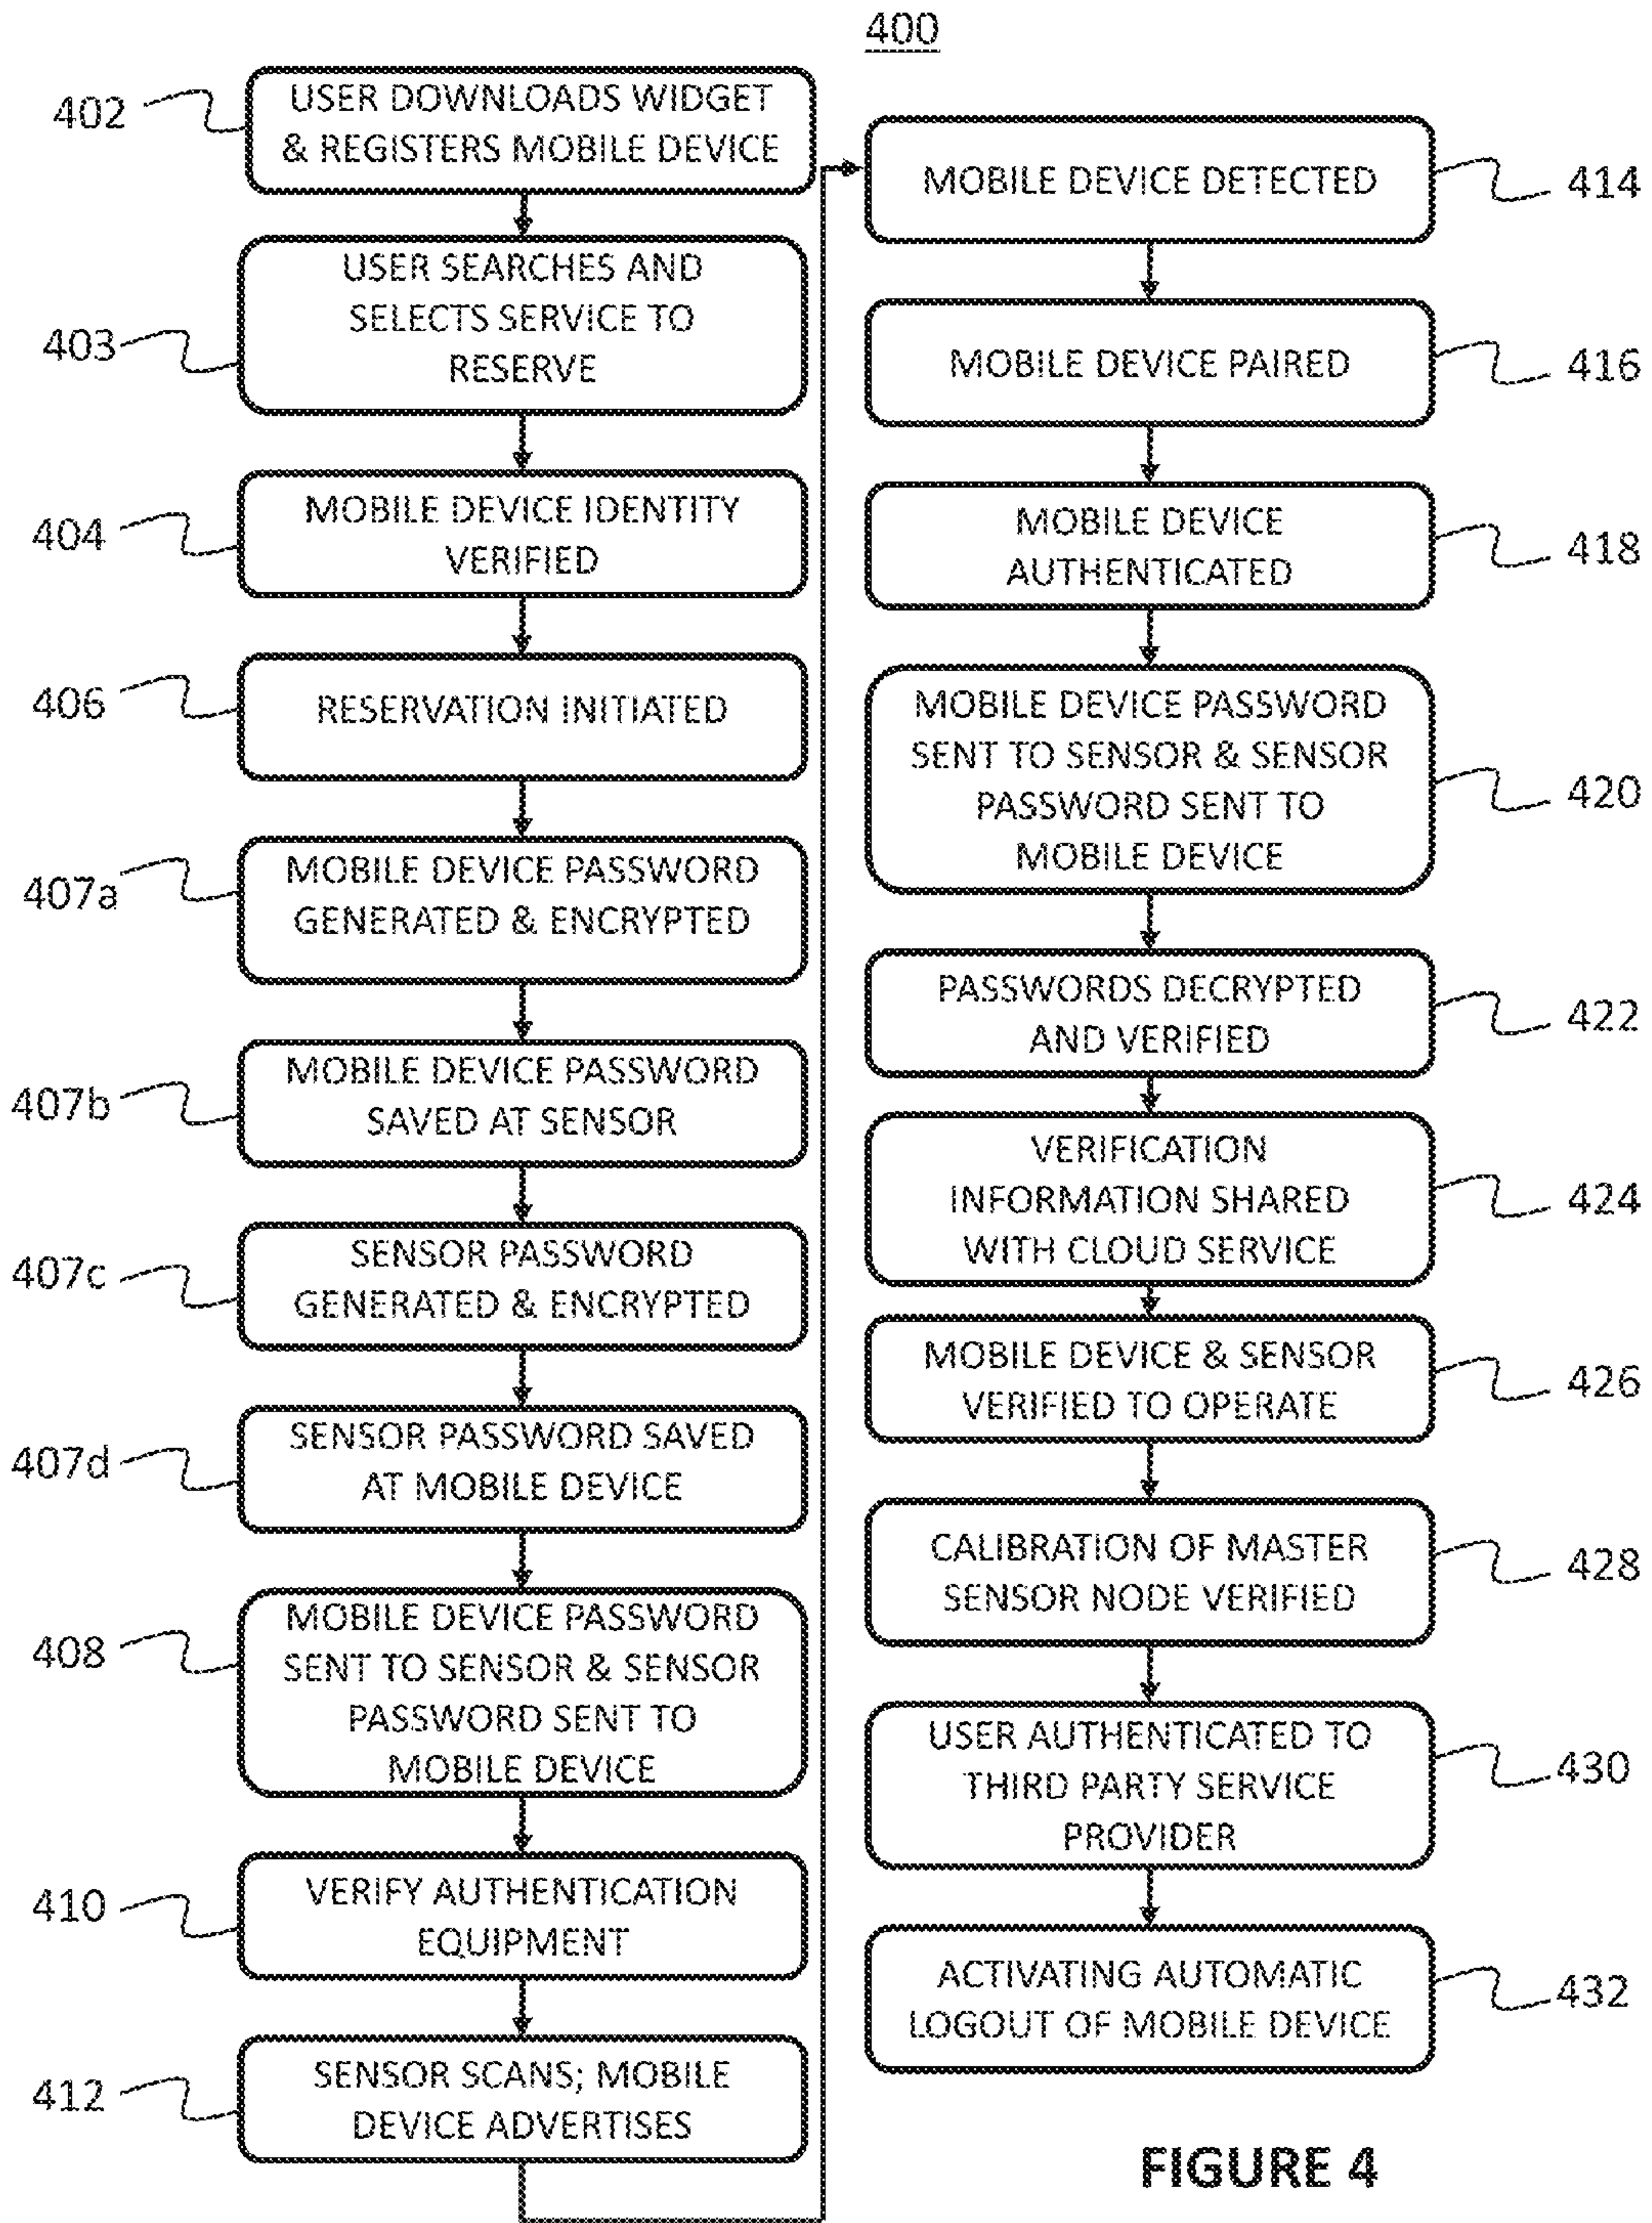 400
402
USER DOWNLOADS WIDGET
& REGISTERS MOBILE DEVICE
403
USER SEARCHES AND
SELECTS SERVICE TO
RESERVE
404
MOBILE DEVICE IDENTITY
VERIFIED
406
RESERVATION INITIATED
407a
MOBILE DEVICE PASSWORD
GENERATED & ENCRYPTED
407b
MOBILE DEVICE PASSWORD
SAVED AT SENSOR
407c
SENSOR PASSWORD
GENERATED & ENCRYPTED
407d
SENSOR PASSWORD SAVED
AT MOBILE DEVICE
408
MOBILE DEVICE PASSWORD
SENT TO SENSOR & SENSOR
PASSWORD SENT TO
MOBILE DEVICE
410
VERIFY AUTHENTICATION
EQUIPMENT
412
SENSOR SCANS; MOBILE
DEVICE ADVERTISES
MOBILE DEVICE DETECTED
414
MOBILE DEVICE PAIRED
416
MOBILE DEVICE
AUTHENTICATED
418
MOBILE DEVICE PASSWORD
SENT TO SENSOR & SENSOR
PASSWORD SENT TO
MOBILE DEVICE
420
PASSWORDS DECRYPTED
AND VERIFIED
422
VERIFICATION
INFORMATION SHARED
WITH CLOUD SERVICE
424
MOBILE DEVICE & SENSOR
VERIFIED TO OPERATE
426
CALIBRATION OF MASTER
SENSOR NODE VERIFIED
428
USER AUTHENTICATED TO
THIRD PARTY SERVICE
PROVIDER
430
ACTIVATING AUTOMATIC
LOGOUT OF MOBILE DEVICE
432
FIGURE 4